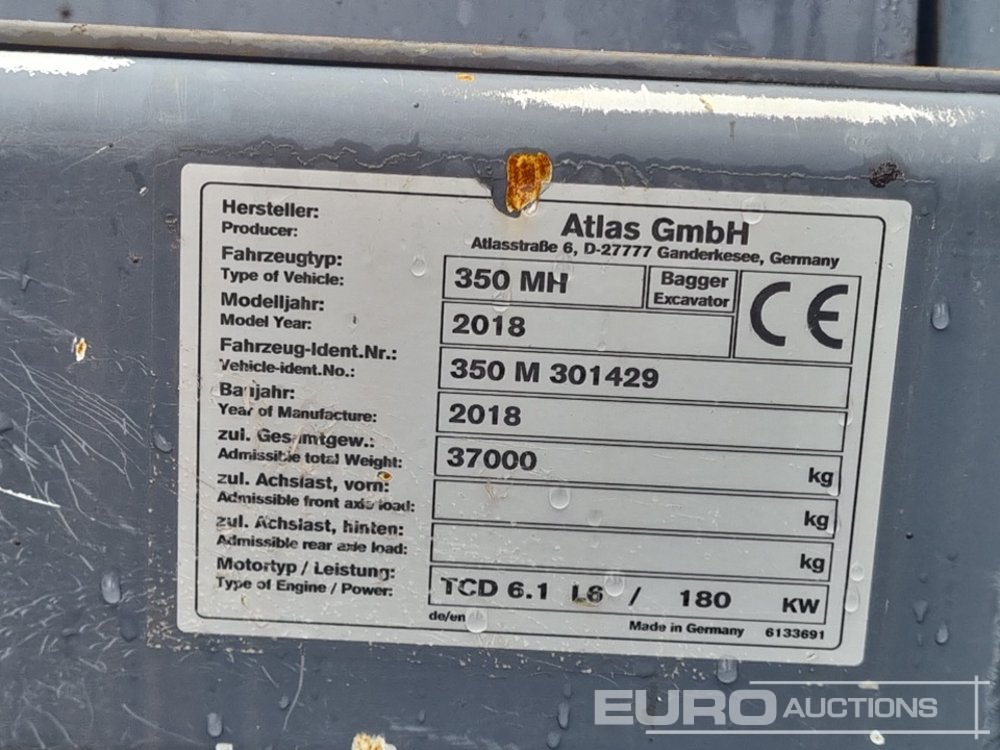 Hersteller:
Producer:
Atlas GmbH
Atlasstraße 6, D-27777 Ganderkesee, Germany
Fahrzeugtyp:
Type of Vehicle:
350 MH
Bagger
Excavator
CE
Modelljahr:
Model Year:
2018
Fahrzeug-Ident.Nr.:
Vehicle-ident.No.:
350 M 301429
Baujahr:
Year of Manufacture:
2018
zul. Gesamtgew.:
Admissible total Weight:
37000 kg
zul. Achslast, vorn:
Admissible front axle load:
kg
zul. Achslast, hinten:
Admissible rear axle load:
kg
Motortyp / Leistung:
Type of Engine / Power:
TCD 6.1 L6 / 180 KW
de/en
Made in Germany 6133691
EURO AUCTIONS